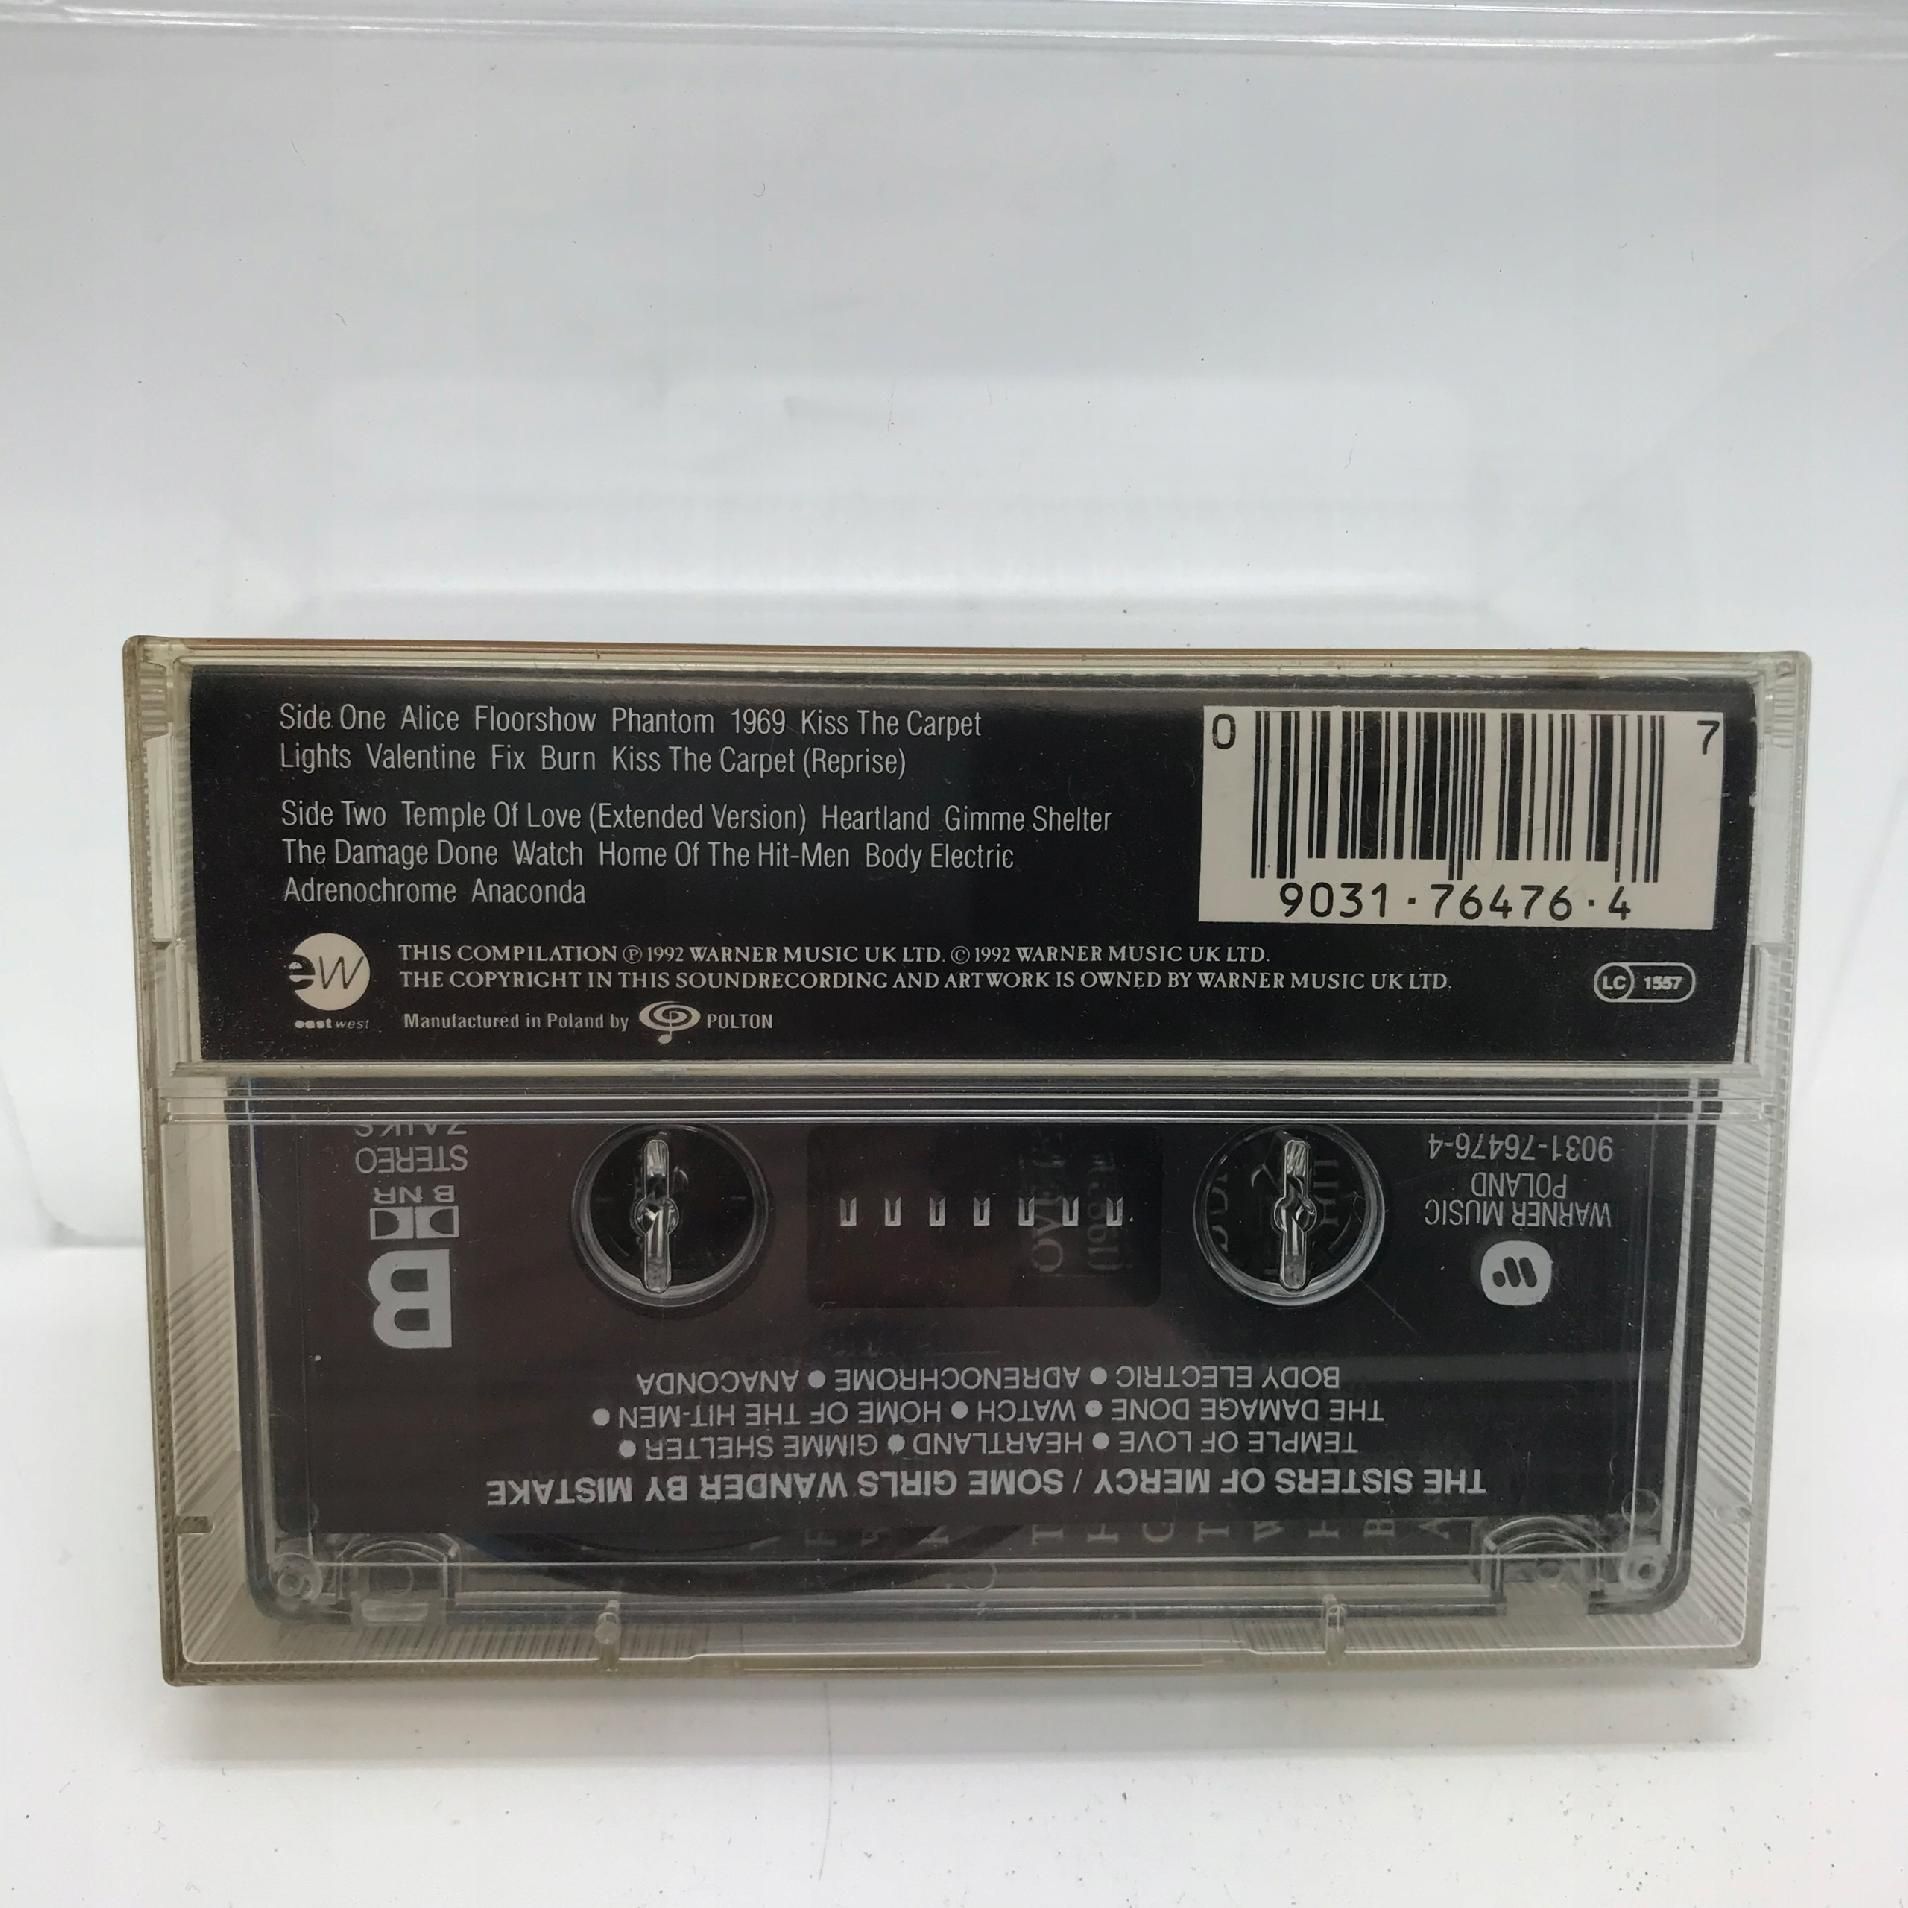 Side One Alice Floorshow Phantom 1969 Kiss The Carpet
Lights Valentine Fix Burn Kiss The Carpet (Reprise)
Side Two Temple Of Love (Extended Version) Heartland Gimme Shelter
The Damage Done Watch Home Of The Hit-Men Body Electric
Adrenochrome Anaconda
0 7
9031·76476·4
ew
east west
THIS COMPILATION ℗ 1992 WARNER MUSIC UK LTD. © 1992 WARNER MUSIC UK LTD.
THE COPYRIGHT IN THIS SOUNDRECORDING AND ARTWORK IS OWNED BY WARNER MUSIC UK LTD.
LC 1557
Manufactured in Poland by POLTON
THE SISTERS OF MERCY / SOME GIRLS WANDER BY MISTAKE
TEMPLE OF LOVE ● HEARTLAND ● GIMME SHELTER ●
THE DAMAGE DONE ● WATCH ● HOME OF THE HIT-MEN ●
BODY ELECTRIC ● ADRENOCHROME ● ANACONDA
WARNER MUSIC
POLAND
9031-76476-4
B
B NR
STEREO
ZAIKS